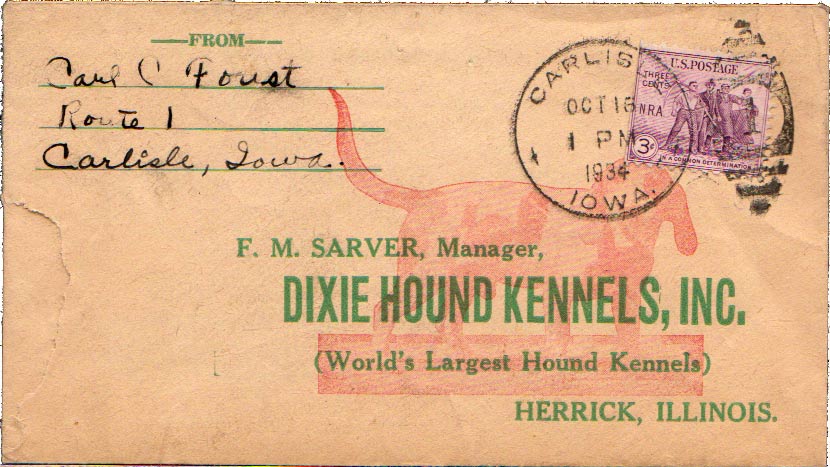 —FROM—
Carl C Foust
Route 1
Carlisle, Iowa.
CARLISLE
OCT 16
1 PM
1934
IOWA.
U.S. POSTAGE
THREE CENTS
NRA
3¢
IN A COMMON DETERMINATION
F. M. SARVER, Manager,
DIXIE HOUND KENNELS, INC.
(World's Largest Hound Kennels)
HERRICK, ILLINOIS.